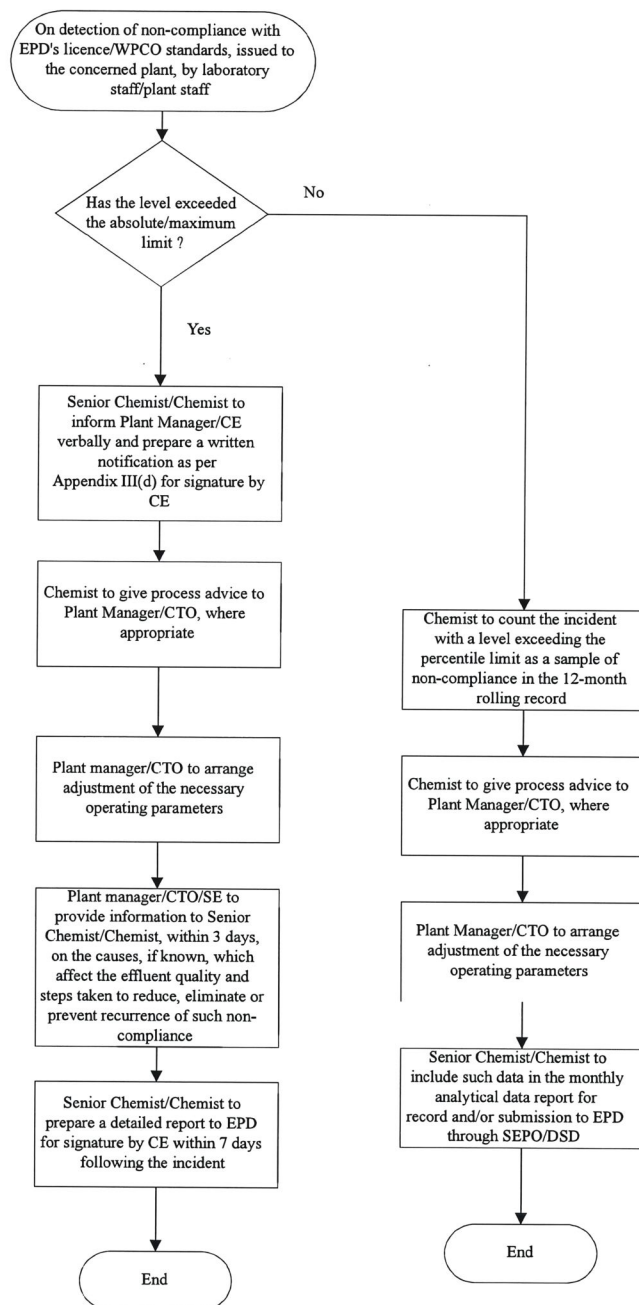 On detection of non-compliance with
EPD's licence/WPCO standards, issued to
the concerned plant, by laboratory
staff/plant staff
Has the level exceeded
the absolute/maximum
limit ?
No
Yes
Senior Chemist/Chemist to
inform Plant Manager/CE
verbally and prepare a written
notification as per
Appendix III(d) for signature by
CE
Chemist to give process advice to
Plant Manager/CTO, where
appropriate
Plant manager/CTO to arrange
adjustment of the necessary
operating parameters
Plant manager/CTO/SE to
provide information to Senior
Chemist/Chemist, within 3 days,
on the causes, if known, which
affect the effluent quality and
steps taken to reduce, eliminate or
prevent recurrence of such non-
compliance
Senior Chemist/Chemist to
prepare a detailed report to EPD
for signature by CE within 7 days
following the incident
End
Chemist to count the incident
with a level exceeding the
percentile limit as a sample of
non-compliance in the 12-month
rolling record
Chemist to give process advice to
Plant Manager/CTO, where
appropriate
Plant Manager/CTO to arrange
adjustment of the necessary
operating parameters
Senior Chemist/Chemist to
include such data in the monthly
analytical data report for
record and/or submission to EPD
through SEPO/DSD
End